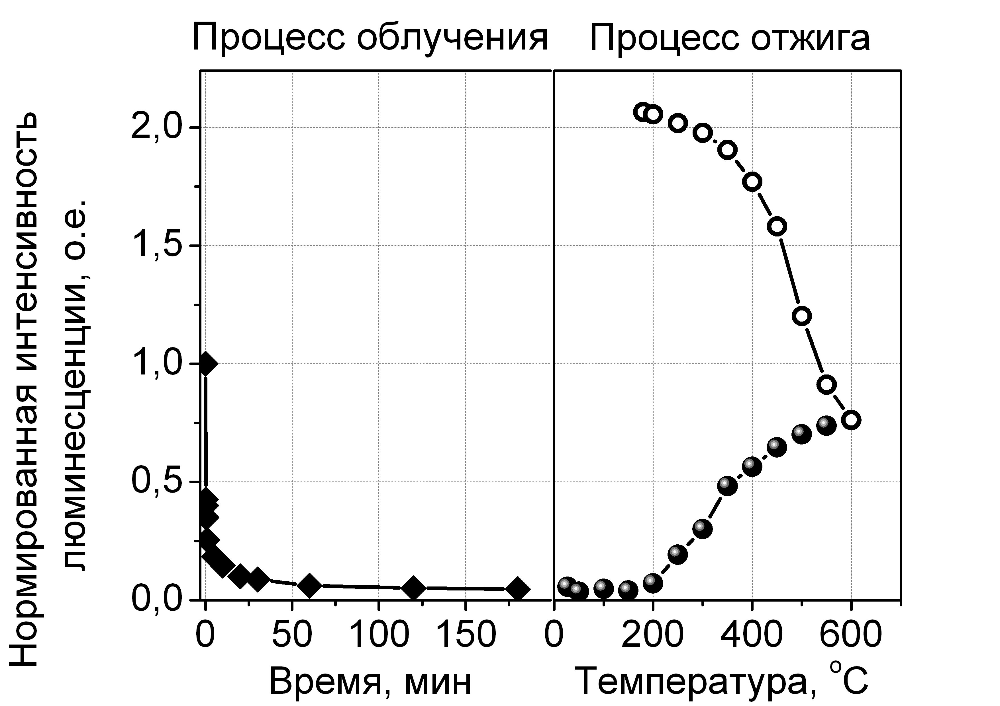 Процесс облучения
Процесс отжига
Нормированная интенсивность
люминесценции, о.е.
2,0
1,5
1,0
0,5
0,0
0
50
100
150
0
200
400
600
Время, мин
Температура, °C